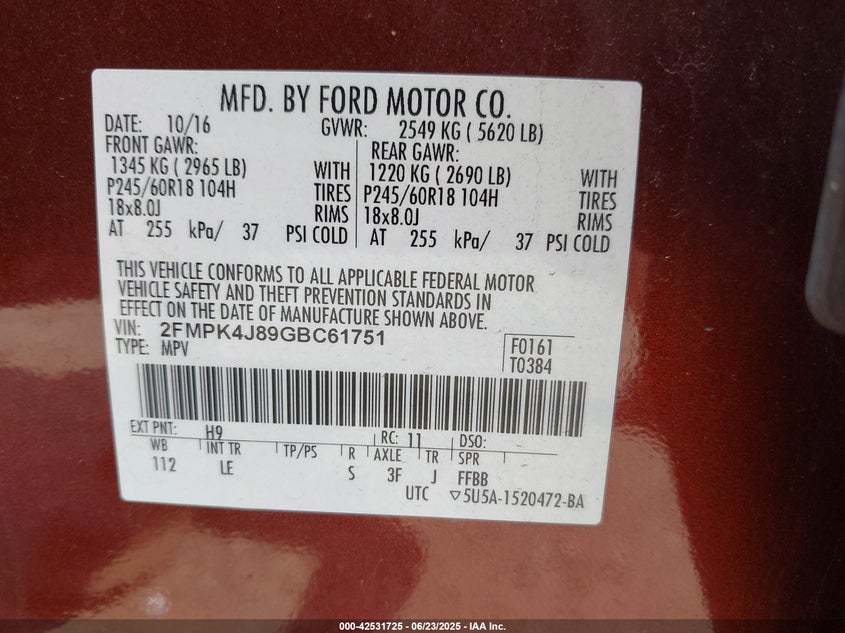 MFD. BY FORD MOTOR CO.
DATE: 10/16 GVWR: 2549 KG ( 5620 LB)
FRONT GAWR: REAR GAWR:
1345 KG ( 2965 LB) WITH 1220 KG ( 2690 LB) WITH
P245/60R18 104H TIRES P245/60R18 104H TIRES
18x8.0J RIMS 18x8.0J RIMS
AT 255 kPa/ 37 PSI COLD AT 255 kPa/ 37 PSI COLD
THIS VEHICLE CONFORMS TO ALL APPLICABLE FEDERAL MOTOR
VEHICLE SAFETY AND THEFT PREVENTION STANDARDS IN
EFFECT ON THE DATE OF MANUFACTURE SHOWN ABOVE.
VIN: 2FMPK4J89GBC61751
TYPE: MPV F0161
T0384
EXT PNT: H9 RC: 11 DSO:
WB INT TR TP/PS R AXLE TR SPR
112 LE S 3F J FFBB
UTC ▽5U5A-1520472-BA
000-42531725 | 06/23/2025 - IAA Inc.